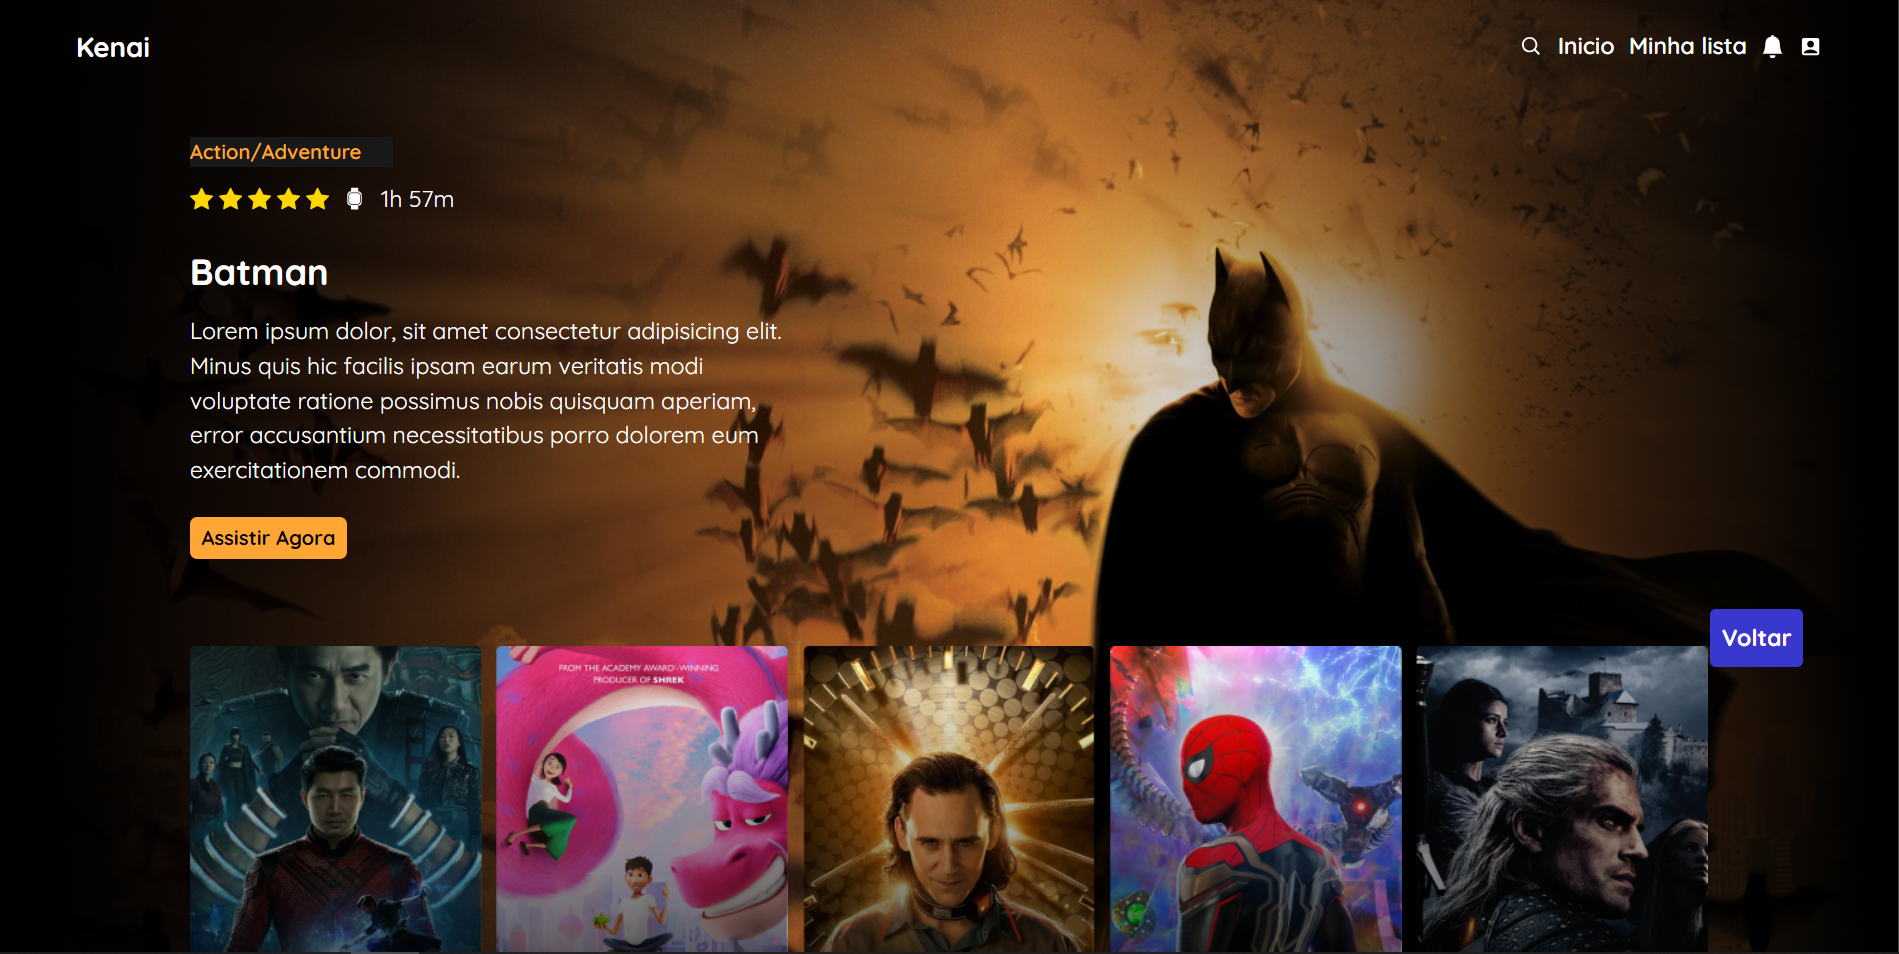 Kenai
Inicio Minha lista
Action/Adventure
1h 57m
Batman
Lorem ipsum dolor, sit amet consectetur adipisicing elit.
Minus quis hic facilis ipsam earum veritatis modi
voluptate ratione possimus nobis quisquam aperiam,
error accusantium necessitatibus porro dolorem eum
exercitationem commodi.
Assistir Agora
Voltar
FROM THE ACADEMY AWARD®-WINNING
PRODUCER OF SHREK